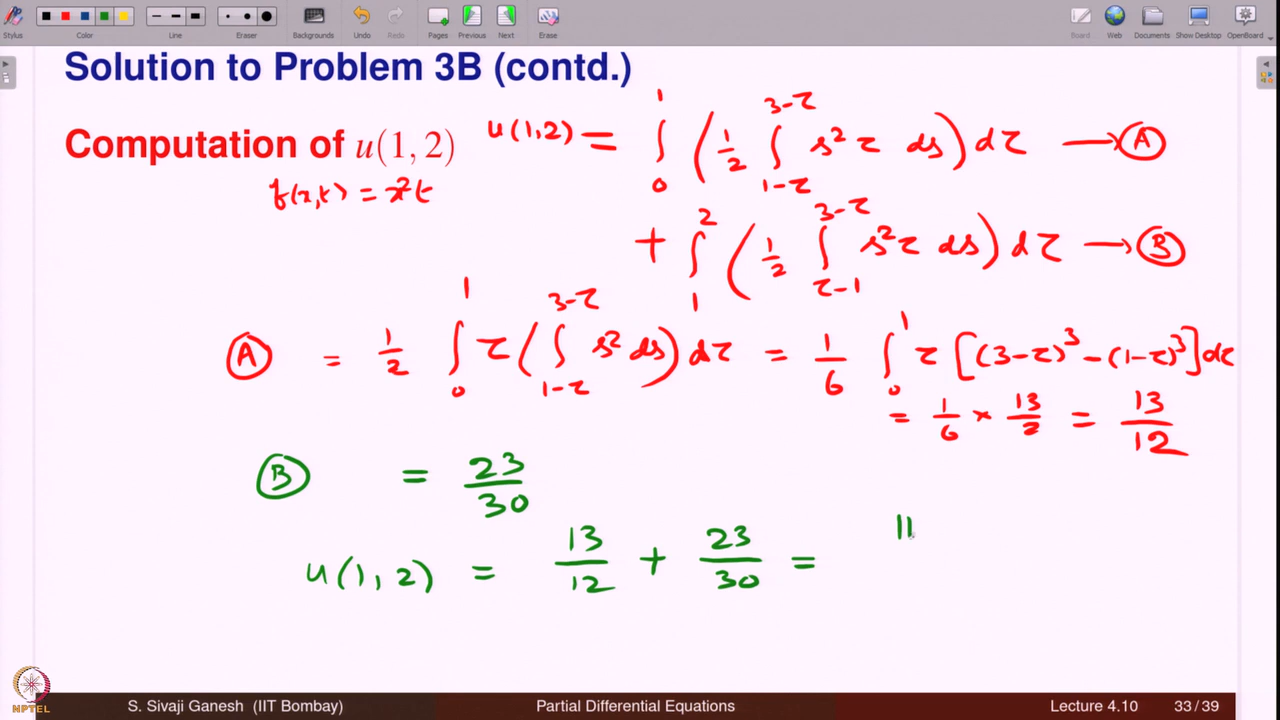 Stylus Color Line Eraser Backgrounds Undo Redo Pages Previous Next Erase Board Web Documents Show Desktop OpenBoard
Solution to Problem 3B (contd.)
Computation of u(1, 2) u(1,2) = ∫₀¹ (1/2 ∫_{1-τ}^{3-τ} s²τ ds) dτ → Ⓐ
f(x,t) = x²t
+ ∫₁² (1/2 ∫_{τ-1}^{3-τ} s²τ ds) dτ → Ⓑ
Ⓐ = 1/2 ∫₀¹ τ (∫_{1-τ}^{3-τ} s² ds) dτ = 1/6 ∫₀¹ τ [(3-τ)³ - (1-τ)³] dτ
= 1/6 × 13/2 = 13/12
Ⓑ = 23/30
u(1,2) = 13/12 + 23/30 = 11
NPTEL
S. Sivaji Ganesh (IIT Bombay) Partial Differential Equations Lecture 4.10 33 / 39